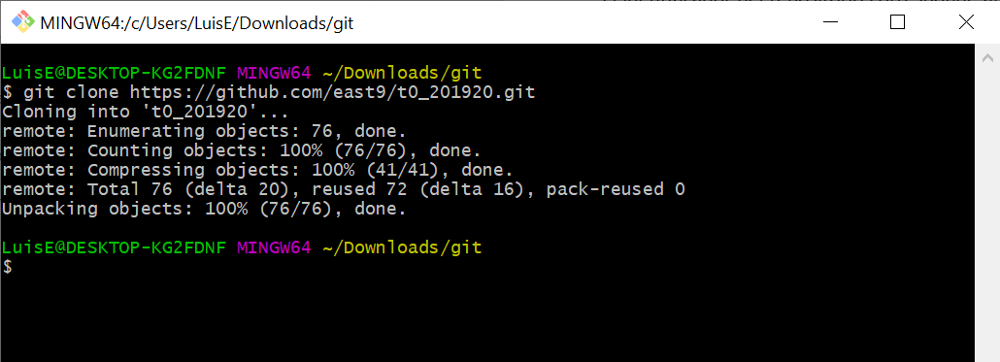 MINGW64:/c/Users/LuisE/Downloads/git
LuisE@DESKTOP-KG2FDNF MINGW64 ~/Downloads/git
$ git clone https://github.com/east9/t0_201920.git
Cloning into 't0_201920'...
remote: Enumerating objects: 76, done.
remote: Counting objects: 100% (76/76), done.
remote: Compressing objects: 100% (41/41), done.
remote: Total 76 (delta 20), reused 72 (delta 16), pack-reused 0
Unpacking objects: 100% (76/76), done.
LuisE@DESKTOP-KG2FDNF MINGW64 ~/Downloads/git
$